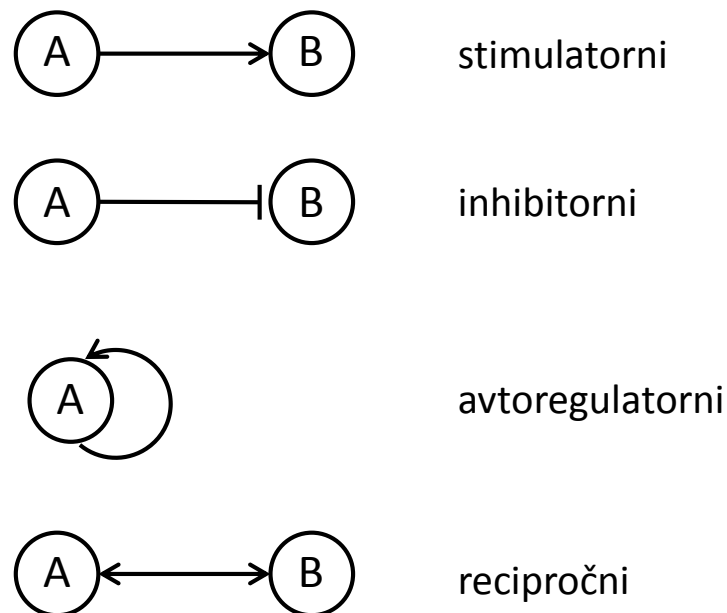 A B stimulatorni
A B inhibitorni
A avtoregulatorni
A B recipročni